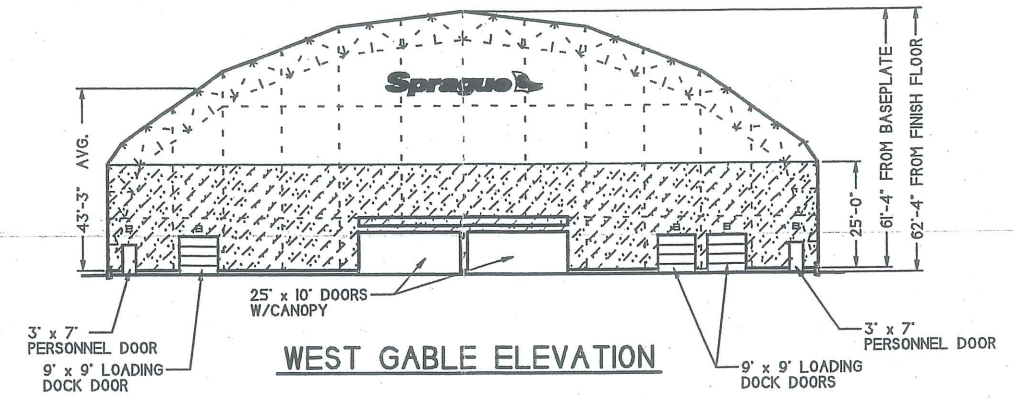 Sprague
43'-3" AVG.
25'-0"
61'-4" FROM BASEPLATE
62'-4" FROM FINISH FLOOR
B
B
B
B
B
25' x 10' DOORS
W/CANOPY
3' x 7'
PERSONNEL DOOR
9' x 9' LOADING
DOCK DOOR
WEST GABLE ELEVATION
3' x 7'
PERSONNEL DOOR
9' x 9' LOADING
DOCK DOORS